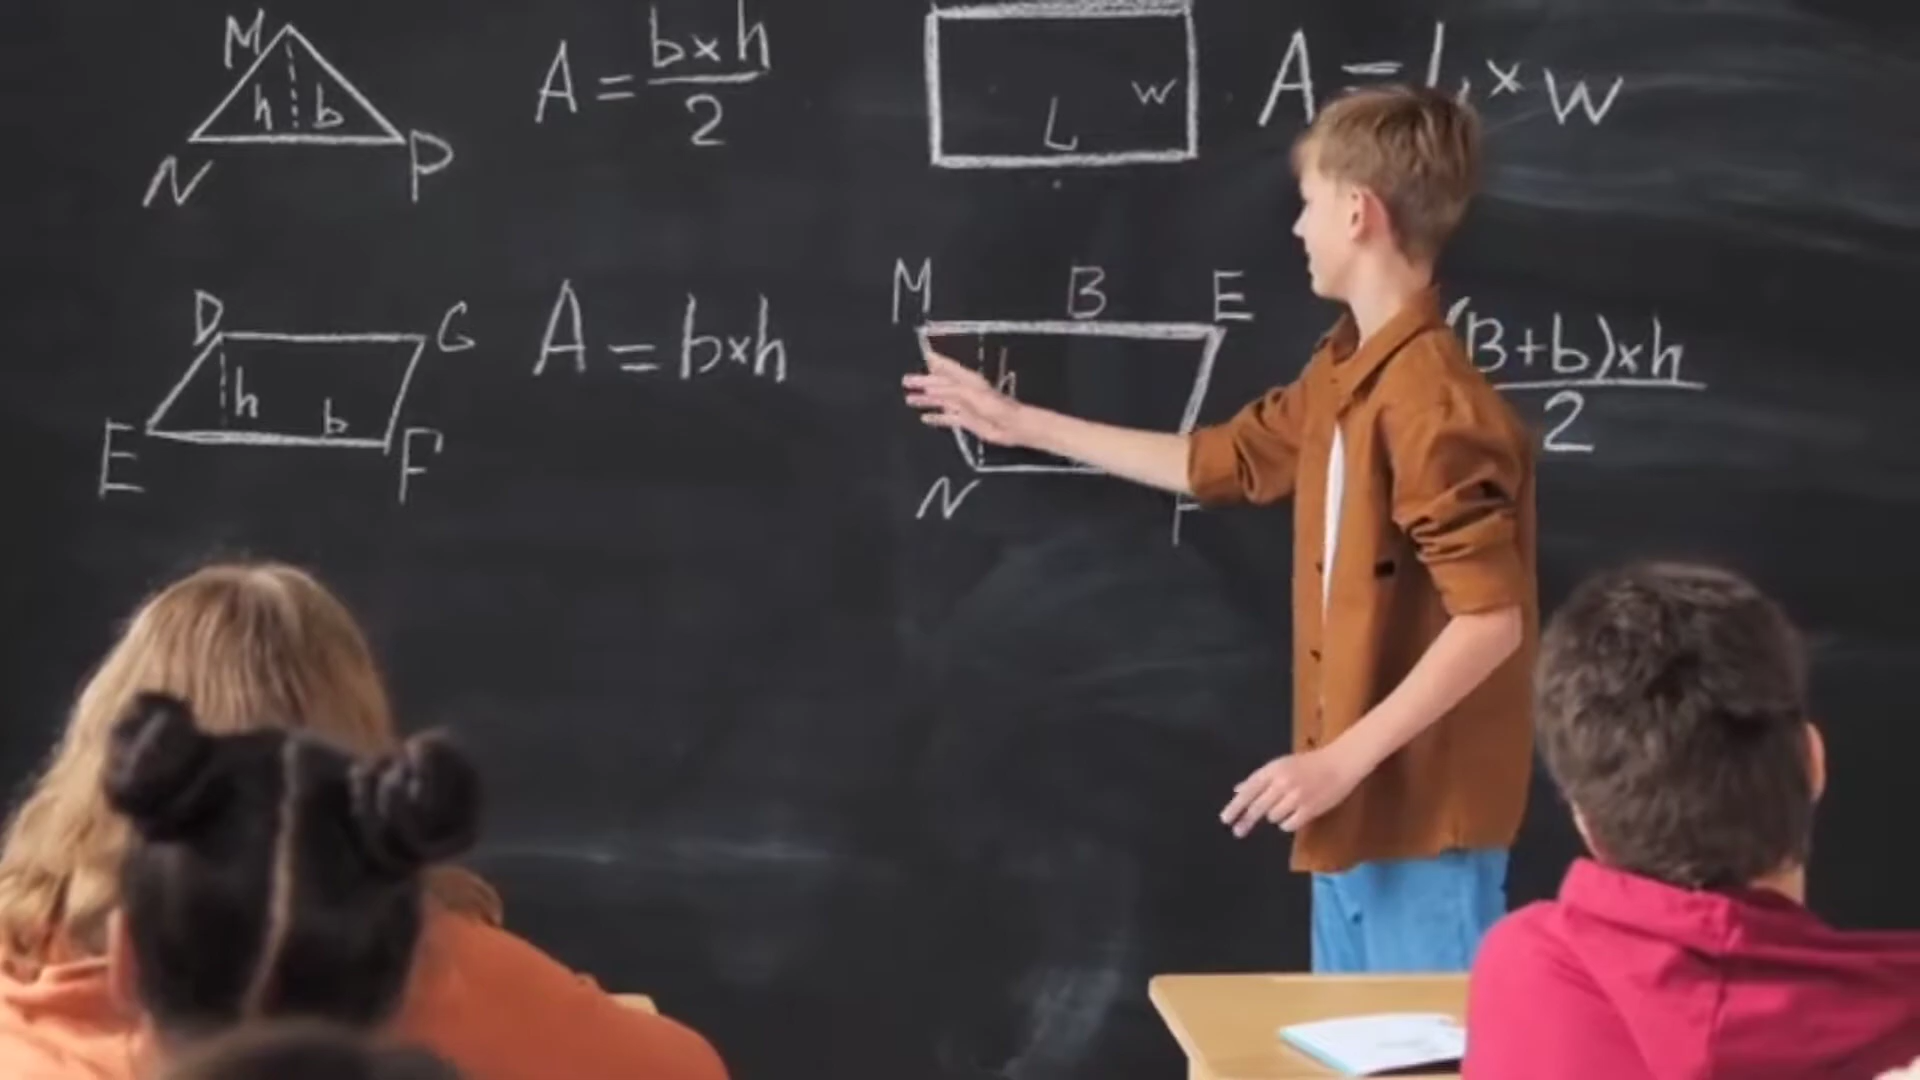 M
h b
N P
A = b×h
2
L w
A = L × w
D G
h b
E F
A = b×h
M B E
h
N F
(B+b)×h
2